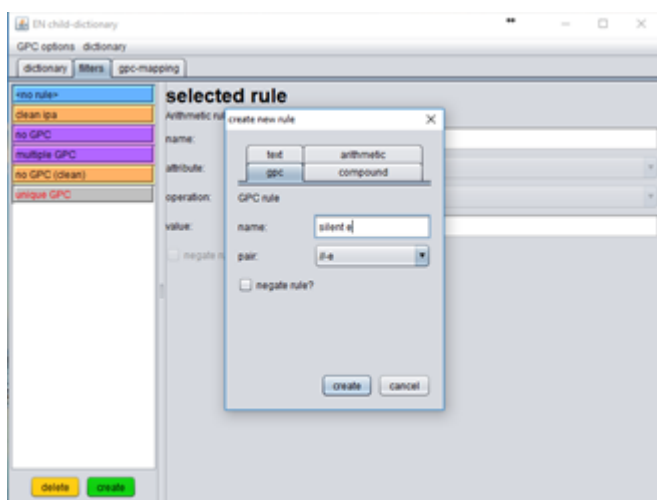 EN child-dictionary
GPC options dictionary
dictionary filters gpc-mapping
<no rule>
clean ipa
no GPC
multiple GPC
no GPC (clean)
unique GPC
delete create
selected rule
Arithmetic rul
name:
attribute:
operation:
value:
negate r
create new rule
text arithmetic
gpc compound
GPC rule
name: silent e
pair: //-e
negate rule?
create cancel